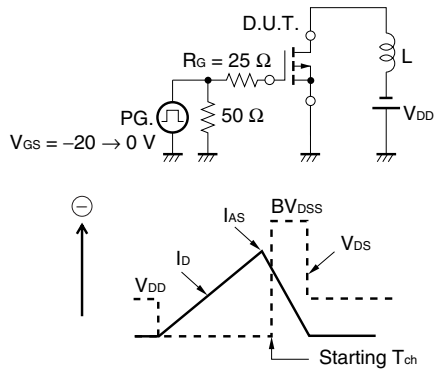 D.U.T.
RG = 25 Ω
L
PG.
50 Ω
VDD
VGS = −20 → 0 V
−
BVDSS
IAS
ID
VDS
VDD
Starting Tch